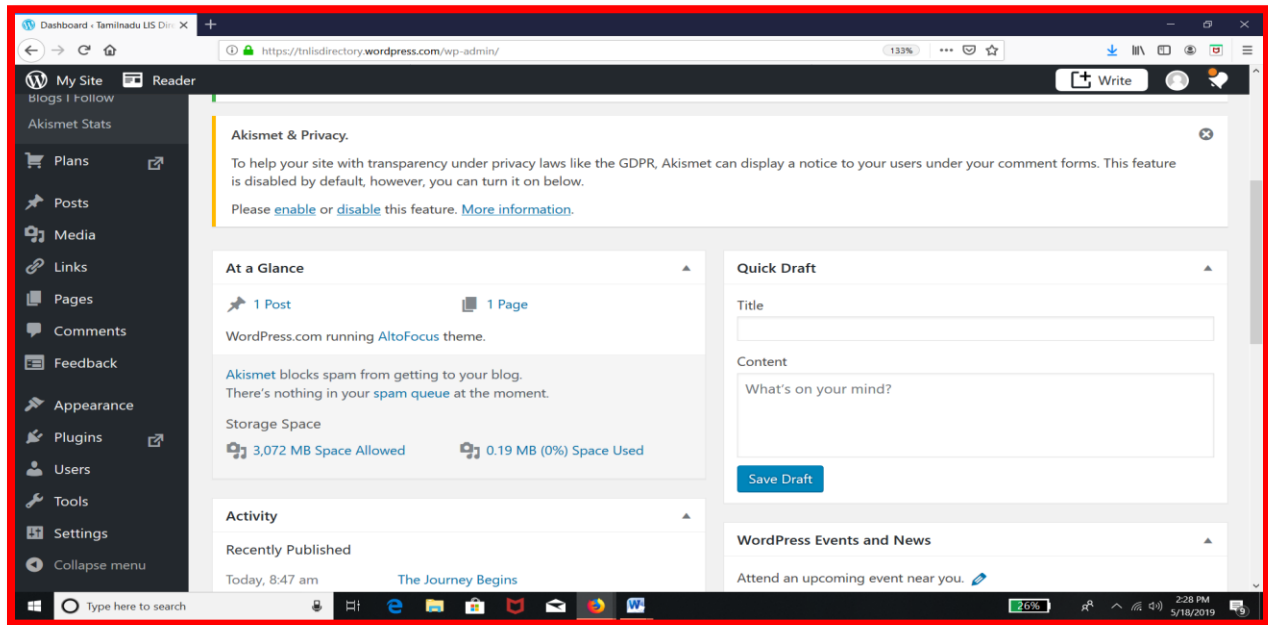 Dashboard ‹ Tamilnadu LIS Dir
https://tnlisdirectory.wordpress.com/wp-admin/
133%
My Site
Reader
Write
Blogs I Follow
Akismet Stats
Plans
Posts
Media
Links
Pages
Comments
Feedback
Appearance
Plugins
Users
Tools
Settings
Collapse menu
Akismet & Privacy.
To help your site with transparency under privacy laws like the GDPR, Akismet can display a notice to your users under your comment forms. This feature
is disabled by default, however, you can turn it on below.
Please enable or disable this feature. More information.
At a Glance
1 Post
1 Page
WordPress.com running AltoFocus theme.
Akismet blocks spam from getting to your blog.
There's nothing in your spam queue at the moment.
Storage Space
3,072 MB Space Allowed
0.19 MB (0%) Space Used
Activity
Recently Published
Today, 8:47 am
The Journey Begins
Quick Draft
Title
Content
What's on your mind?
Save Draft
WordPress Events and News
Attend an upcoming event near you.
Type here to search
26%
2:28 PM
5/18/2019
9